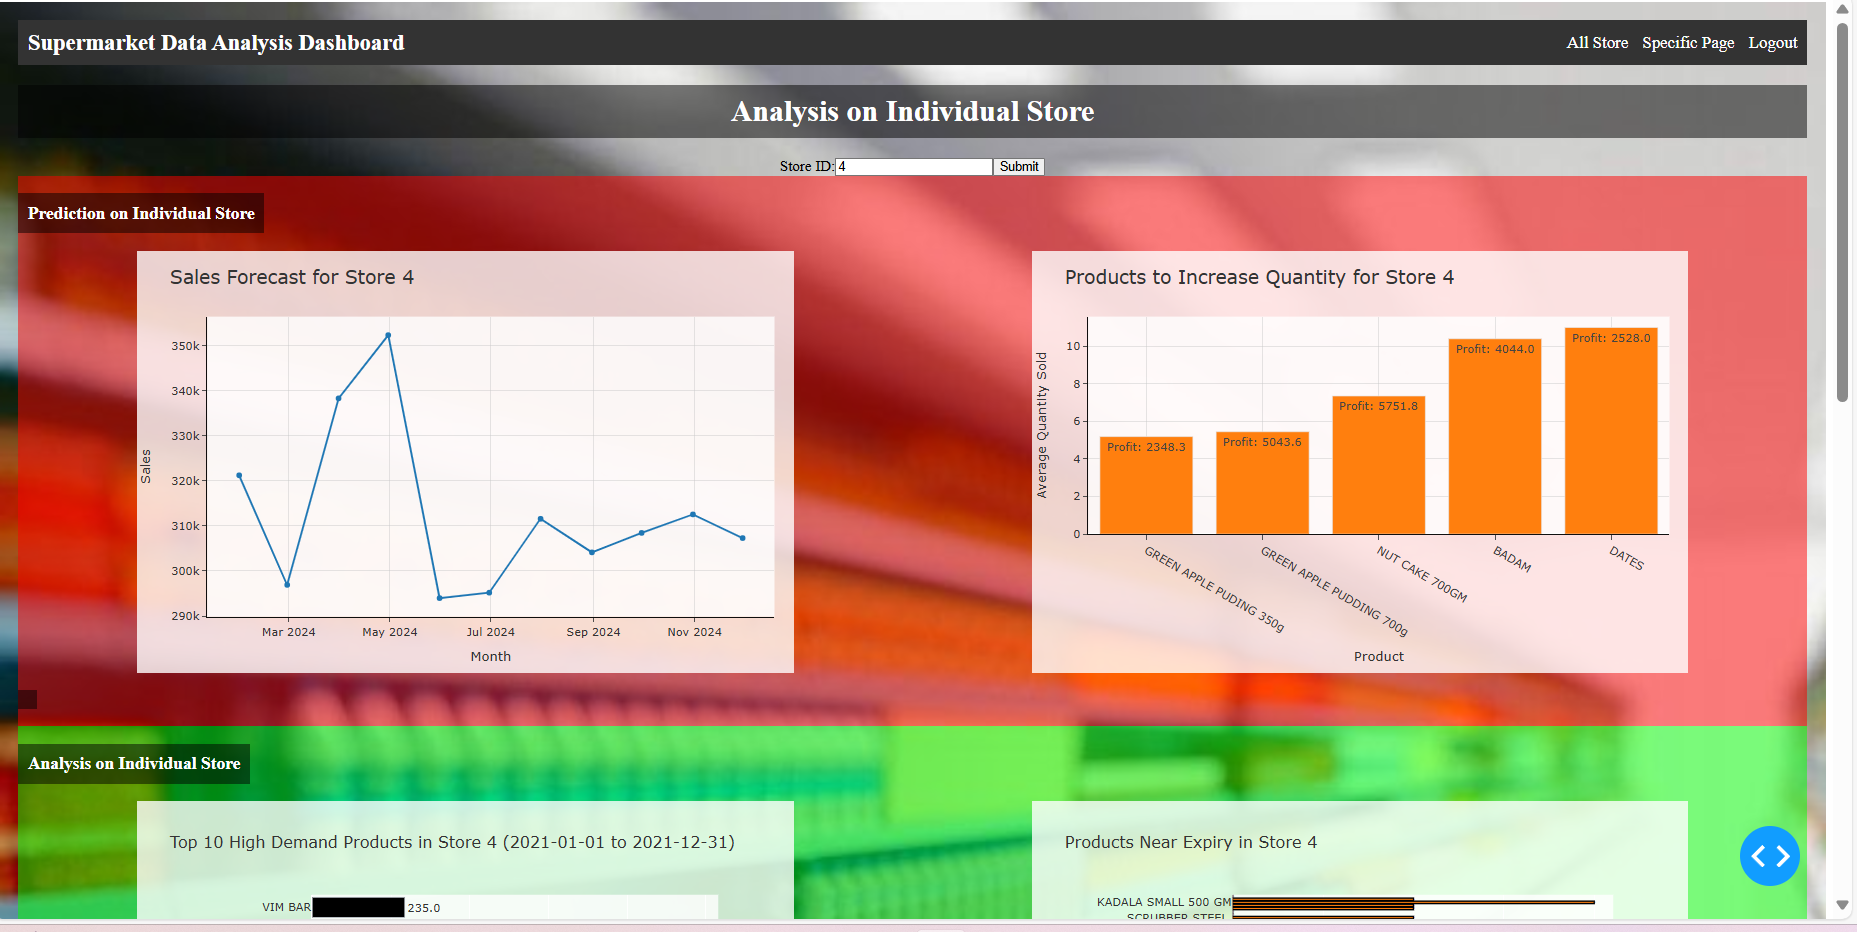 Supermarket Data Analysis Dashboard
All Store Specific Page Logout
Analysis on Individual Store
Store ID: 4 Submit
Prediction on Individual Store
Sales Forecast for Store 4
350k
340k
330k
320k
310k
300k
290k
Sales
Mar 2024 May 2024 Jul 2024 Sep 2024 Nov 2024
Month
Products to Increase Quantity for Store 4
10
8
6
4
2
0
Average Quantity Sold
Profit: 2348.3
Profit: 5043.6
Profit: 5751.8
Profit: 4044.0
Profit: 2528.0
GREEN APPLE PUDING 350g
GREEN APPLE PUDDING 700g
NUT CAKE 700GM
BADAM
DATES
Product
Analysis on Individual Store
Top 10 High Demand Products in Store 4 (2021-01-01 to 2021-12-31)
VIM BAR 235.0
Products Near Expiry in Store 4
KADALA SMALL 500 GM
SCRUBBER STEEL